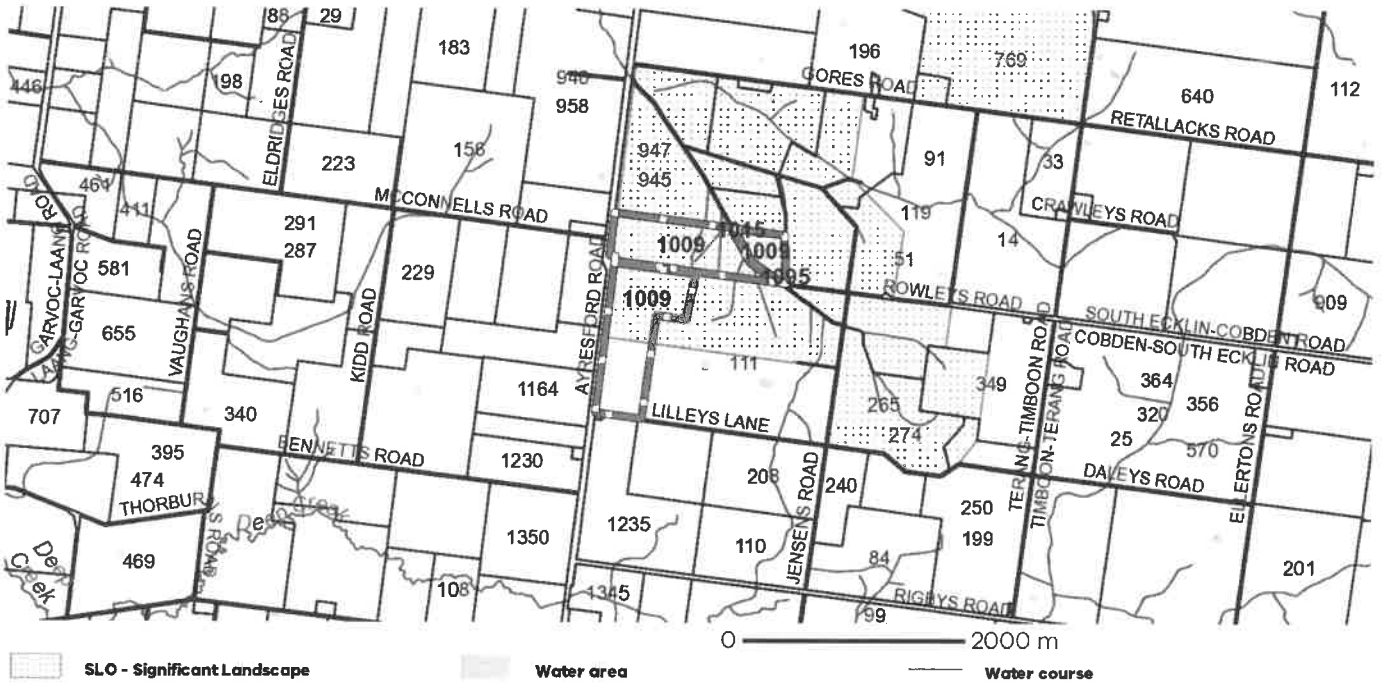 88 29
183
196
769
946
958
GORES ROAD
640
112
446
198
ELDRIDGES ROAD
RETALLACKS ROAD
223
156
947
945
91
33
461
411
MCCONNELLS ROAD
119
CRAWLEYS ROAD
291
287
1015
1009
1009
1095
14
51
581
229
AYRESFORD ROAD
1009
ROWLEYS ROAD
909
GARVOC-LAANG ROAD
LAANG-GARVOC ROAD
VAUGHANS ROAD
KIDD ROAD
SOUTH ECKLIN-COBDEN ROAD
COBDEN-SOUTH ECKLIN ROAD
655
111
364
516
1164
349
TERANG-TIMBOON ROAD
TIMBOON-TERANG ROAD
320
356
707
340
LILLEYS LANE
265
274
25
570
ELLERTONS ROAD
395
474
BENNETTS ROAD
1230
208
240
DALEYS ROAD
THORBURNS ROAD
Deep Creek
250
199
469
1350
1235
110
JENSENS ROAD
84
201
Deep Creek
108
1345
99
RIGBYS ROAD
0 2000 m
SLO - Significant Landscape
Water area
Water course